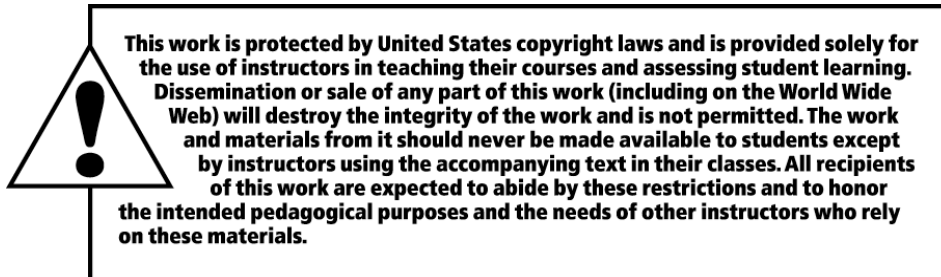 This work is protected by United States copyright laws and is provided solely for
the use of instructors in teaching their courses and assessing student learning.
Dissemination or sale of any part of this work (including on the World Wide
Web) will destroy the integrity of the work and is not permitted. The work
and materials from it should never be made available to students except
by instructors using the accompanying text in their classes. All recipients
of this work are expected to abide by these restrictions and to honor
the intended pedagogical purposes and the needs of other instructors who rely
on these materials.